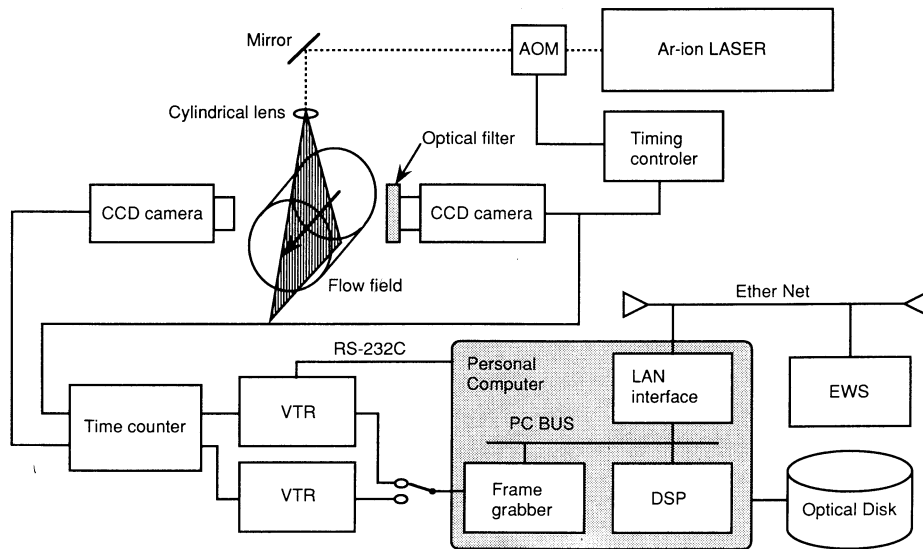 Mirror
AOM
Ar-ion LASER
Cylindrical lens
Optical filter
Timing
controler
CCD camera
CCD camera
Flow field
Ether Net
RS-232C
Personal
Computer
LAN
interface
EWS
VTR
Time counter
PC BUS
VTR
Frame
grabber
DSP
Optical Disk